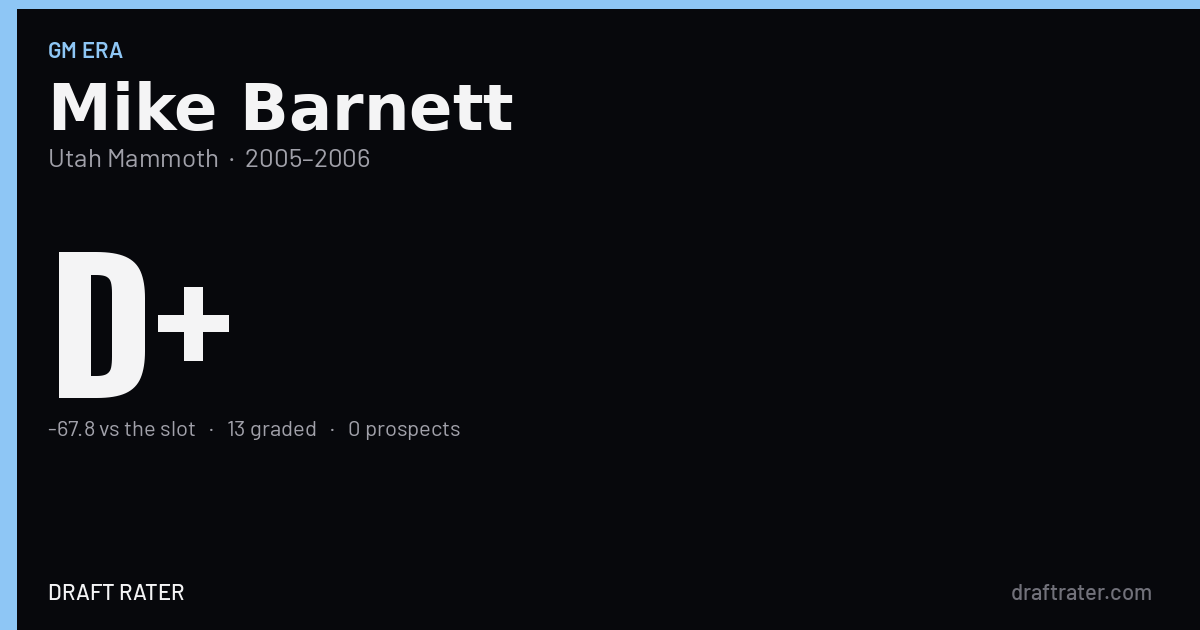 GM ERA
Mike Barnett
Utah Mammoth · 2005–2006
D+
-67.8 vs the slot · 13 graded · 0 prospects
DRAFT RATER
draftrater.com